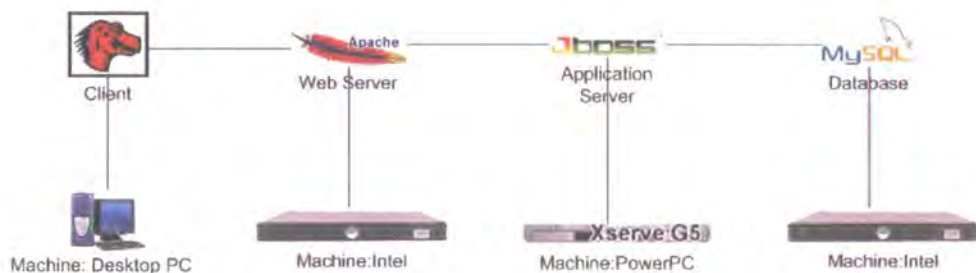 Apache
Jboss
MySQL
Client
Web Server
Application
Server
Database
Xserve G5
Machine: Desktop PC
Machine:Intel
Machine:PowerPC
Machine:Intel